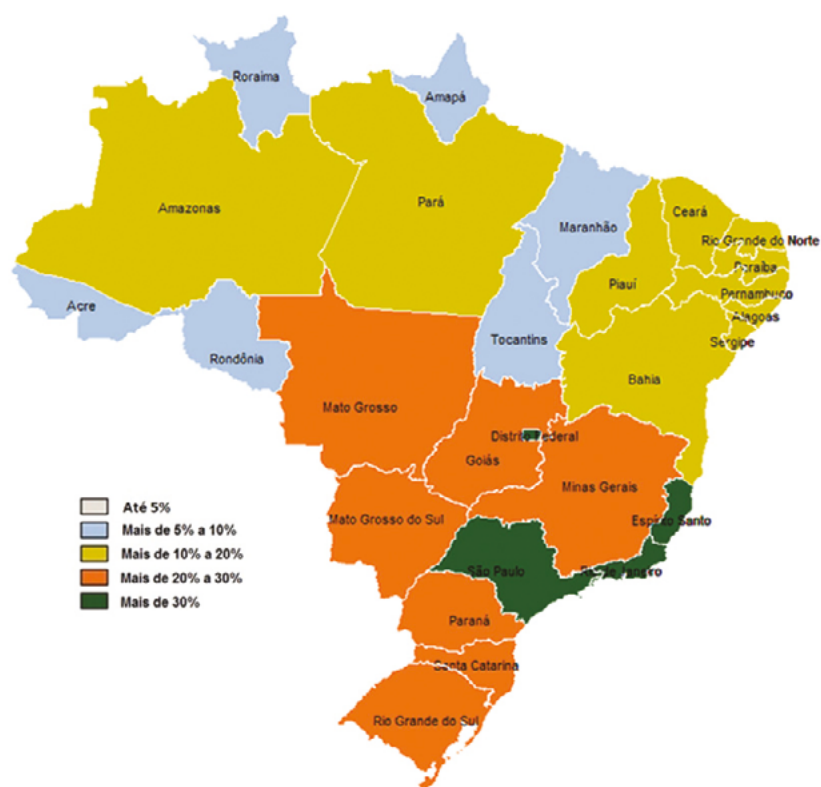 Roraima
Amapá
Amazonas
Pará
Maranhão
Ceará
Rio Grande do Norte
Paraíba
Piauí
Pernambuco
Acre
Alagoas
Tocantins
Sergipe
Rondônia
Bahia
Mato Grosso
Distrito Federal
Goiás
Minas Gerais
Mato Grosso do Sul
Espírito Santo
São Paulo
Rio de Janeiro
Paraná
Santa Catarina
Rio Grande do Sul
Até 5%
Mais de 5% a 10%
Mais de 10% a 20%
Mais de 20% a 30%
Mais de 30%